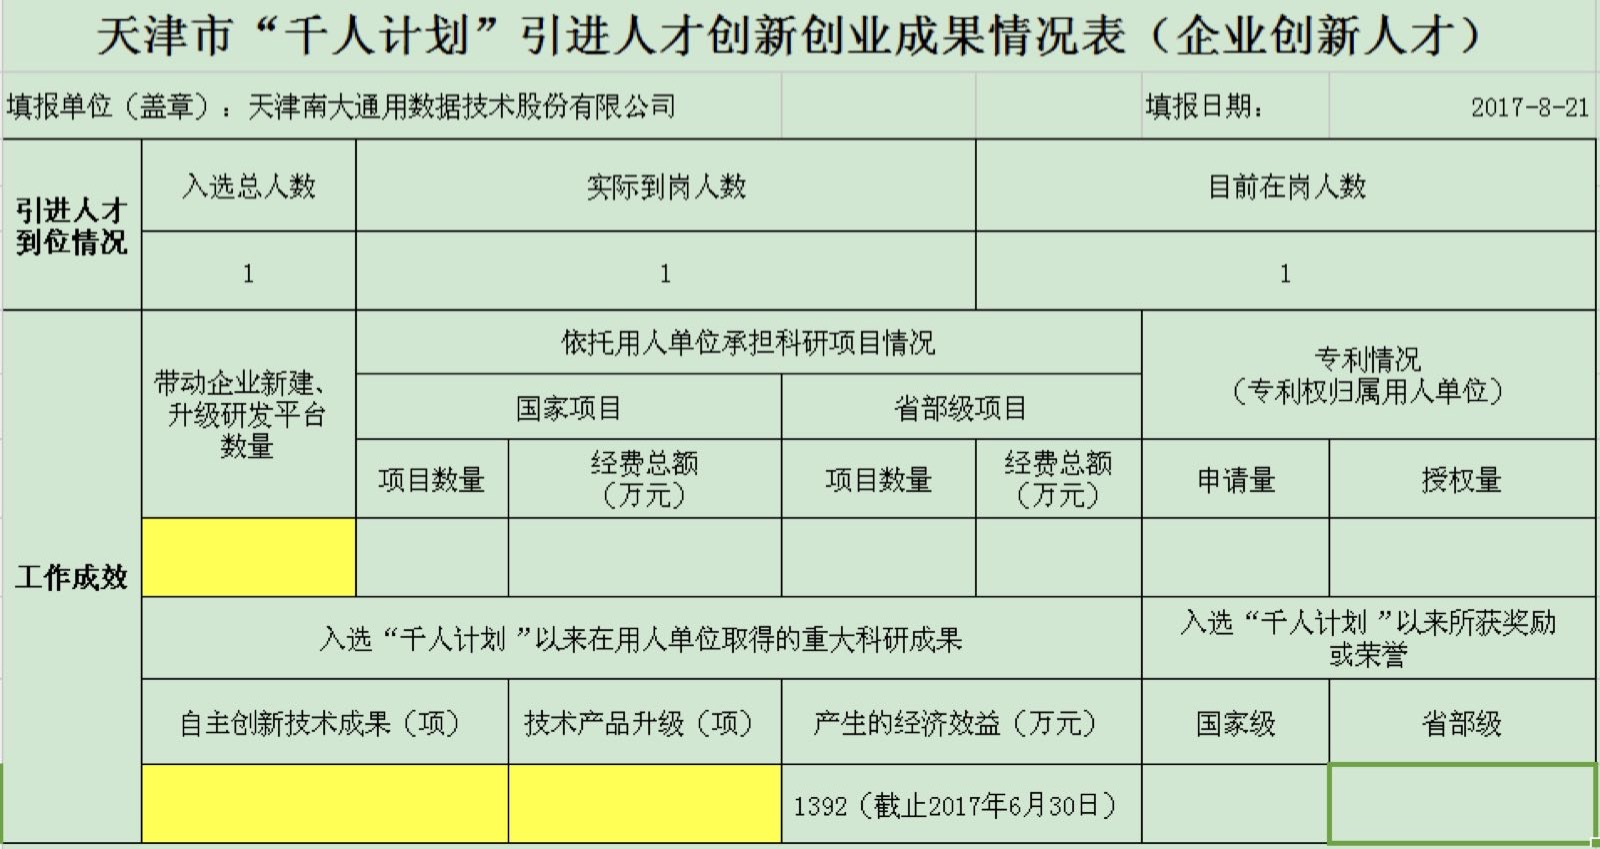 天津市“千人计划”引进人才创新创业成果情况表（企业创新人才）
填报单位（盖章）：天津南大通用数据技术股份有限公司 填报日期： 2017-8-21
引进人才
到位情况
入选总人数 实际到岗人数 目前在岗人数
1 1 1
工作成效
带动企业新建、
升级研发平台
数量
依托用人单位承担科研项目情况
专利情况
（专利权归属用人单位）
国家项目 省部级项目
项目数量
经费总额
（万元）
项目数量
经费总额
（万元）
申请量 授权量
入选“千人计划 ”以来在用人单位取得的重大科研成果
入选“千人计划 ”以来所获奖励
或荣誉
自主创新技术成果（项） 技术产品升级（项） 产生的经济效益（万元） 国家级 省部级
1392（截止2017年6月30日）